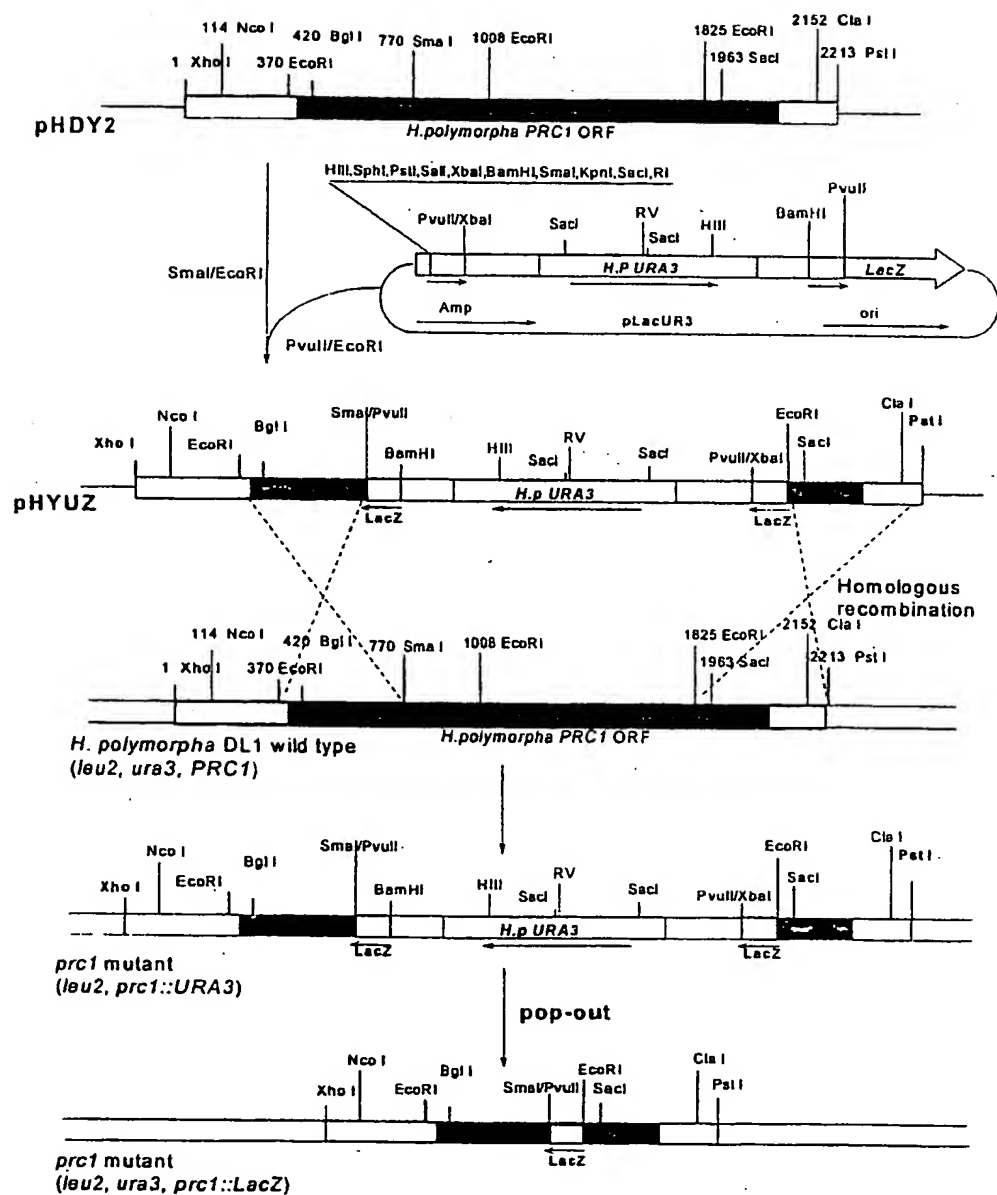 2152 Cla I
114 Nco I
420 Bgl I
770 Sma I
1008 EcoRI
1825 EcoRI
2213 Pst I
1 Xho I
370 EcoRI
1963 SacI
pHDY2
H.polymorpha PRC1 ORF
HIII,SphI,PstI,SalI,XbaI,BamHI,SmaI,KpnI,SacI,RI
PvuII
PvuII/XbaI
SacI
RV
SacI
HIII
BamHI
SmaI/EcoRI
H.P URA3
LacZ
Amp
pLacUR3
ori
PvuII/EcoRI
Nco I
SmaI/PvuII
EcoRI
Cla I
Xho I
EcoRI
Bgl I
SacI
Pst I
BamHI
HIII
SacI
RV
SacI
PvuII/XbaI
pHYUZ
H.p URA3
LacZ
LacZ
Homologous
recombination
2152 Cla I
114 Nco I
420 Bgl I
770 Sma I
1008 EcoRI
1825 EcoRI
1 Xho I
370 EcoRI
1963 SacI
2213 Pst I
H. polymorpha DL1 wild type
H.polymorpha PRC1 ORF
(leu2, ura3, PRC1)
Nco I
SmaI/PvuII
EcoRI
Cla I
Xho I
EcoRI
Bgl I
BamHI
HIII
SacI
RV
SacI
PvuII/XbaI
SacI
Pst I
H.p URA3
LacZ
LacZ
prc1 mutant
(leu2, prc1::URA3)
pop-out
Nco I
Bgl I
EcoRI
Cla I
Xho I
EcoRI
SmaI/PvuII
SacI
Pst I
LacZ
prc1 mutant
(leu2, ura3, prc1::LacZ)